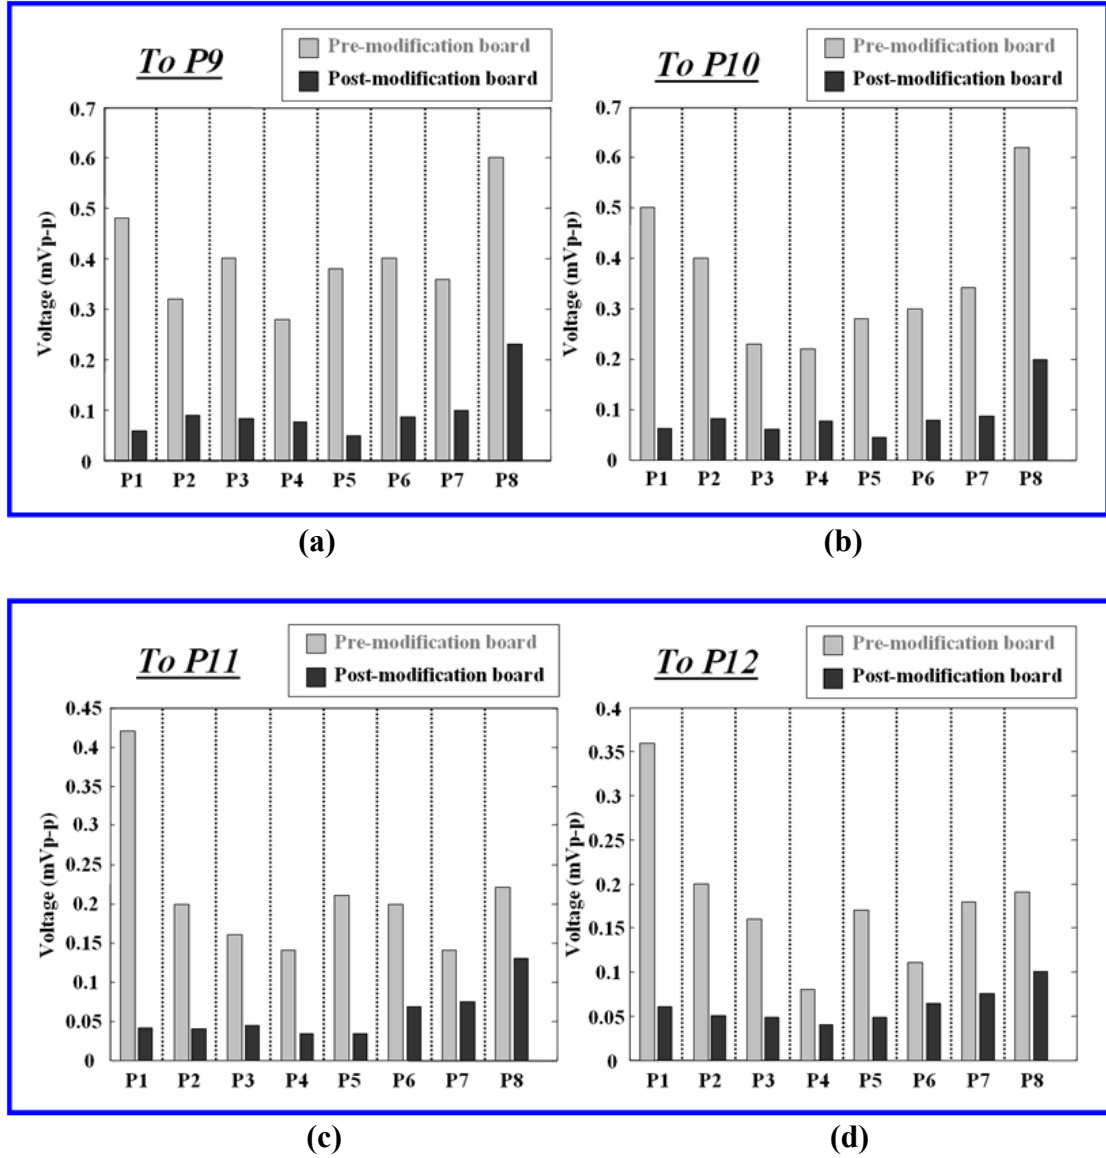 To P9
Pre-modification board
Post-modification board
0.7
0.6
0.5
0.4
0.3
0.2
0.1
0
Voltage (mVp-p)
P1 P2 P3 P4 P5 P6 P7 P8
(a)
To P10
Pre-modification board
Post-modification board
0.7
0.6
0.5
0.4
0.3
0.2
0.1
0
Voltage (mVp-p)
P1 P2 P3 P4 P5 P6 P7 P8
(b)
To P11
Pre-modification board
Post-modification board
0.45
0.4
0.35
0.3
0.25
0.2
0.15
0.1
0.05
0
Voltage (mVp-p)
P1 P2 P3 P4 P5 P6 P7 P8
(c)
To P12
Pre-modification board
Post-modification board
0.4
0.35
0.3
0.25
0.2
0.15
0.1
0.05
0
Voltage (mVp-p)
P1 P2 P3 P4 P5 P6 P7 P8
(d)